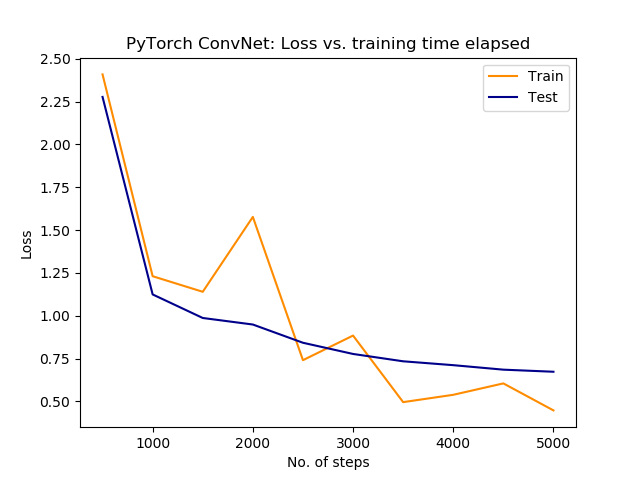 PyTorch ConvNet: Loss vs. training time elapsed
Train
Test
2.50
2.25
2.00
1.75
1.50
1.25
1.00
0.75
0.50
Loss
1000
2000
3000
4000
5000
No. of steps